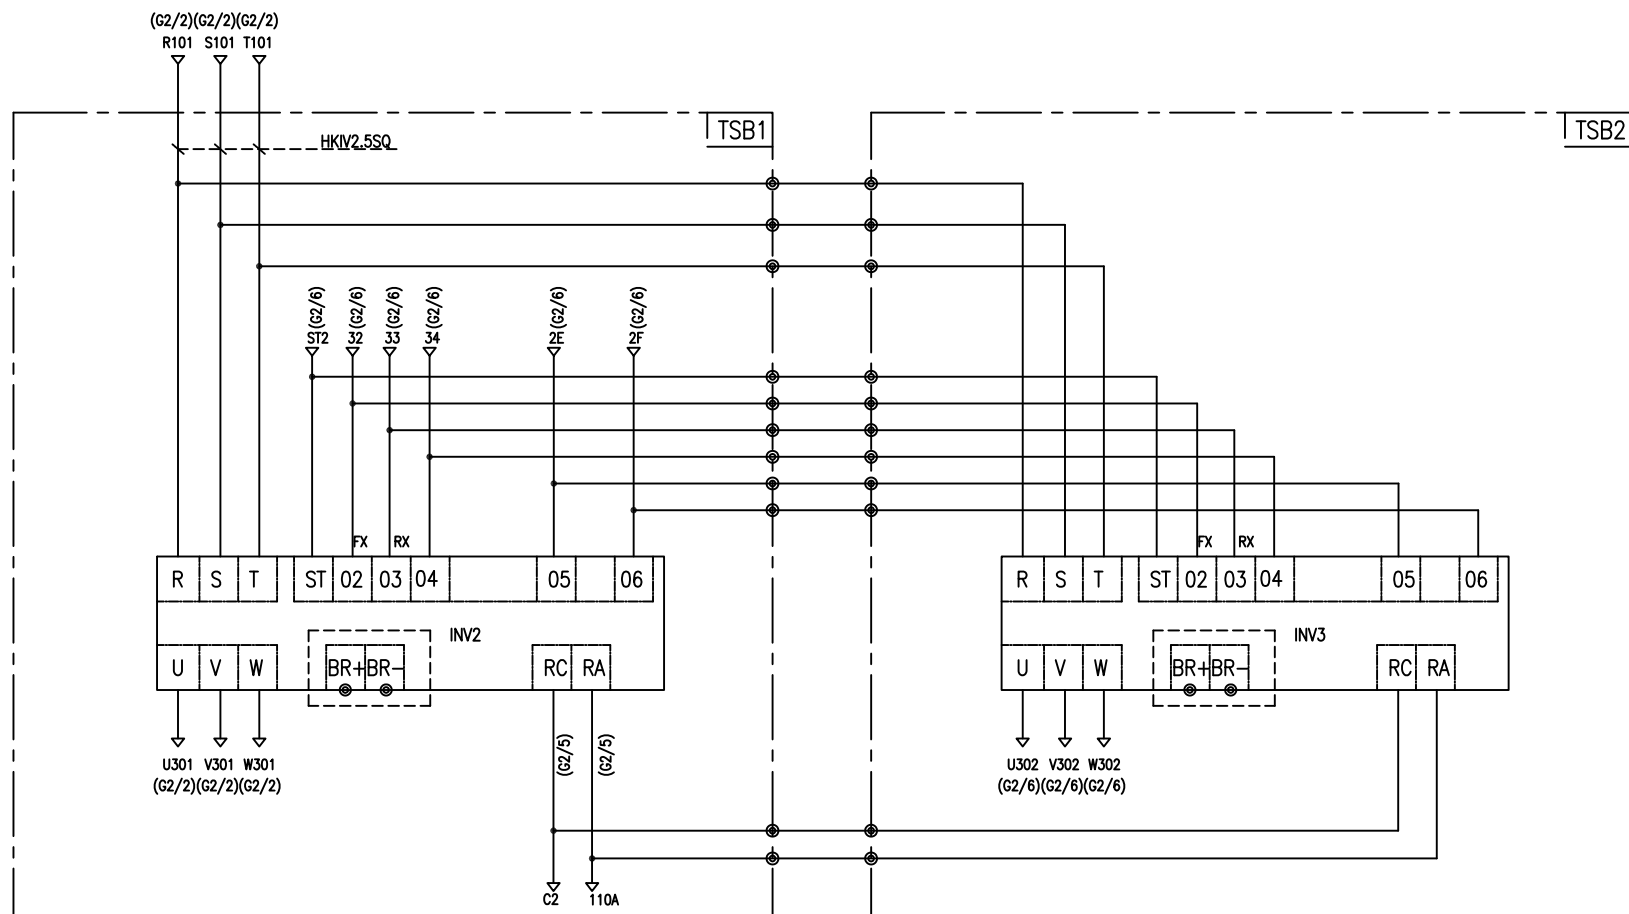 (G2/2)(G2/2)(G2/2)
R101 S101 T101
TSB1
TSB2
HKIV2.5SQ
(G2/6) (G2/6) (G2/6) (G2/6) (G2/6) (G2/6)
ST2 32 33 34 2E 2F
FX RX
FX RX
R S T ST 02 03 04 05 06
R S T ST 02 03 04 05 06
INV2
INV3
U V W BR+ BR- RC RA
U V W BR+ BR- RC RA
(G2/5) (G2/5)
U301 V301 W301
(G2/2)(G2/2)(G2/2)
U302 V302 W302
(G2/6)(G2/6)(G2/6)
C2 110A